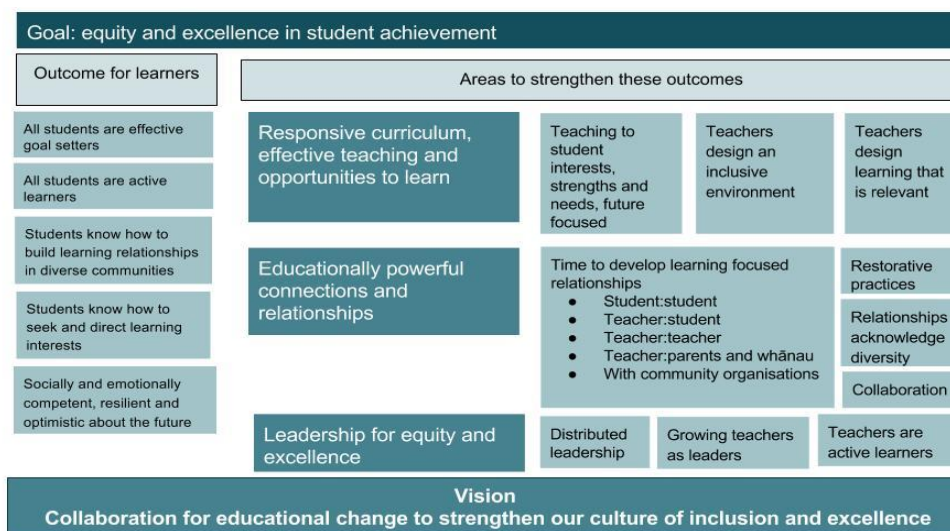 Goal: equity and excellence in student achievement
Outcome for learners
Areas to strengthen these outcomes
All students are effective
goal setters
All students are active
learners
Students know how to
build learning relationships
in diverse communities
Students know how to
seek and direct learning
interests
Socially and emotionally
competent, resilient and
optimistic about the future
Responsive curriculum,
effective teaching and
opportunities to learn
Teaching to
student
interests,
strengths and
needs, future
focused
Teachers
design an
inclusive
environment
Teachers
design
learning that
is relevant
Educationally powerful
connections and
relationships
Time to develop learning focused
relationships
● Student:student
● Teacher:student
● Teacher:teacher
● Teacher:parents and whānau
● With community organisations
Restorative
practices
Relationships
acknowledge
diversity
Collaboration
Leadership for equity and
excellence
Distributed
leadership
Growing teachers
as leaders
Teachers are
active learners
Vision
Collaboration for educational change to strengthen our culture of inclusion and excellence